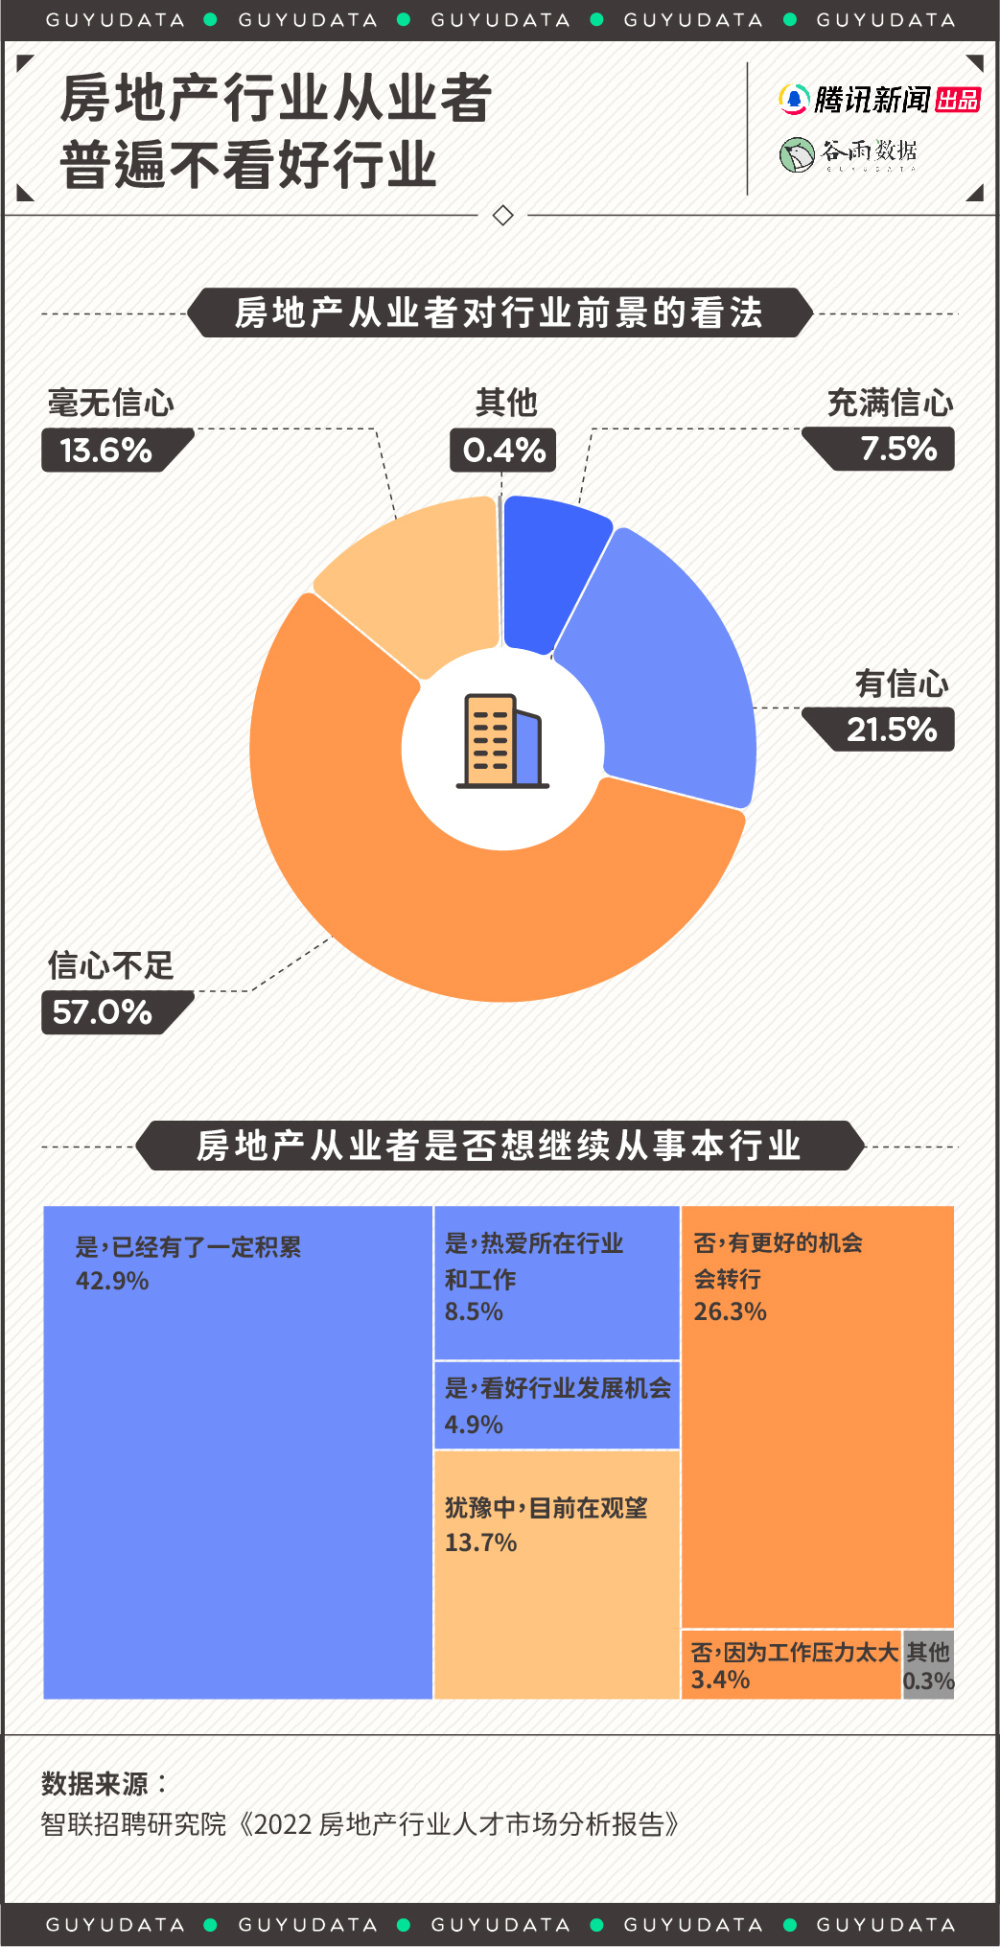 GUYUDATA ● GUYUDATA ● GUYUDATA ● GUYUDATA ● GUYUDATA
房地产行业从业者
普遍不看好行业
腾讯新闻 出品
谷雨数据
GUYUDATA
房地产从业者对行业前景的看法
毫无信心
13.6%
其他
0.4%
充满信心
7.5%
有信心
21.5%
信心不足
57.0%
房地产从业者是否想继续从事本行业
是,已经有了一定积累
42.9%
是,热爱所在行业
和工作
8.5%
是,看好行业发展机会
4.9%
犹豫中,目前在观望
13.7%
否,有更好的机会
会转行
26.3%
否,因为工作压力太大
3.4%
其他
0.3%
数据来源：
智联招聘研究院《2022 房地产行业人才市场分析报告》
GUYUDATA ● GUYUDATA ● GUYUDATA ● GUYUDATA ● GUYUDATA